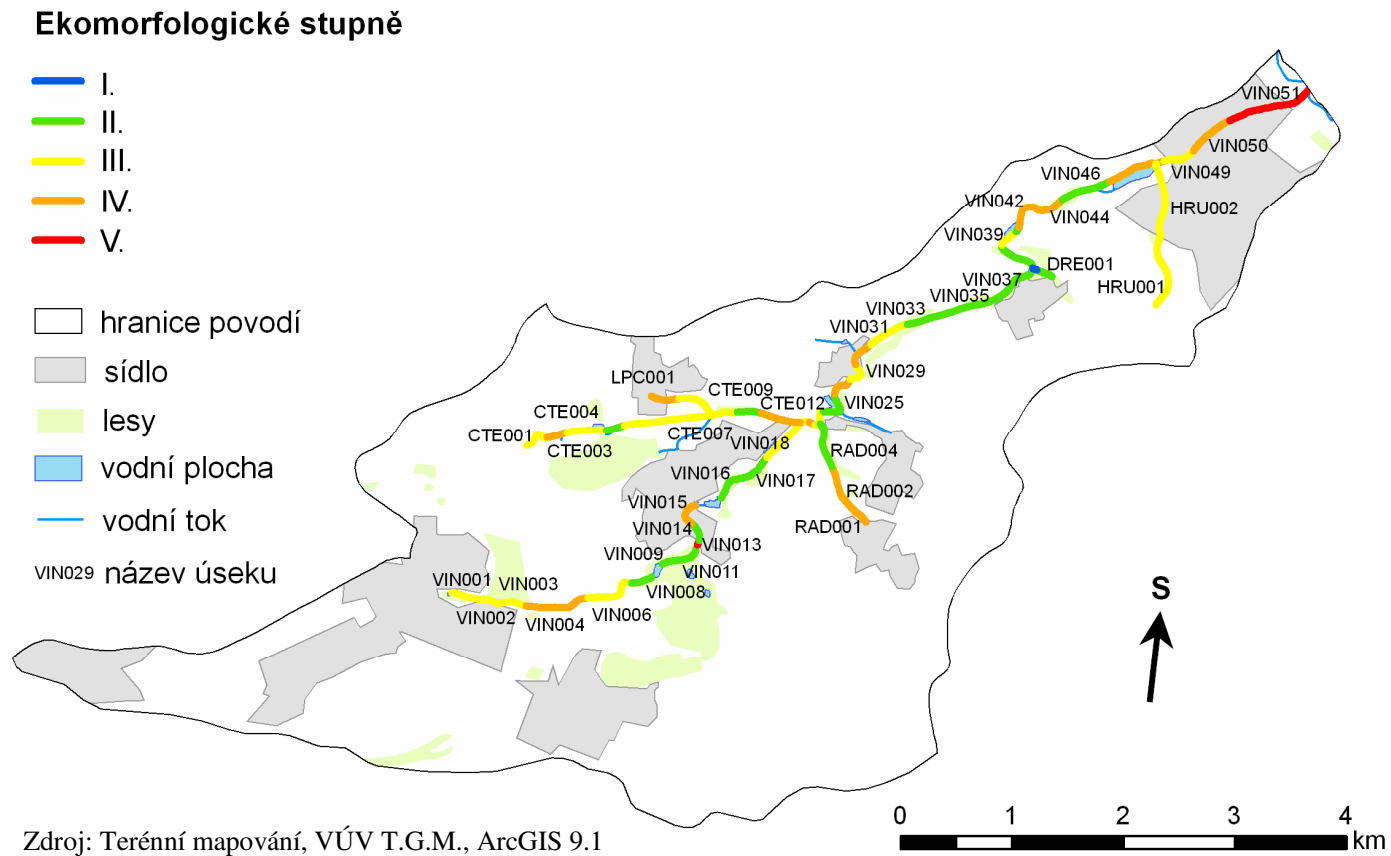 Ekomorfologické stupně
I.
II.
III.
IV.
V.
hranice povodí
sídlo
lesy
vodní plocha
vodní tok
VIN029 název úseku
VIN051
VIN050
VIN049
VIN046
VIN044
VIN042
HRU002
HRU001
VIN039
DRE001
VIN037
VIN035
VIN033
VIN031
VIN029
VIN025
LPC001
CTE009
CTE012
CTE004
CTE001
CTE003
CTE007
VIN018
RAD004
VIN016
VIN017
RAD002
RAD001
VIN015
VIN014
VIN013
VIN009
VIN011
VIN008
VIN001
VIN003
VIN002
VIN004
VIN006
S
0 1 2 3 4
km
Zdroj: Terénní mapování, VÚV T.G.M., ArcGIS 9.1